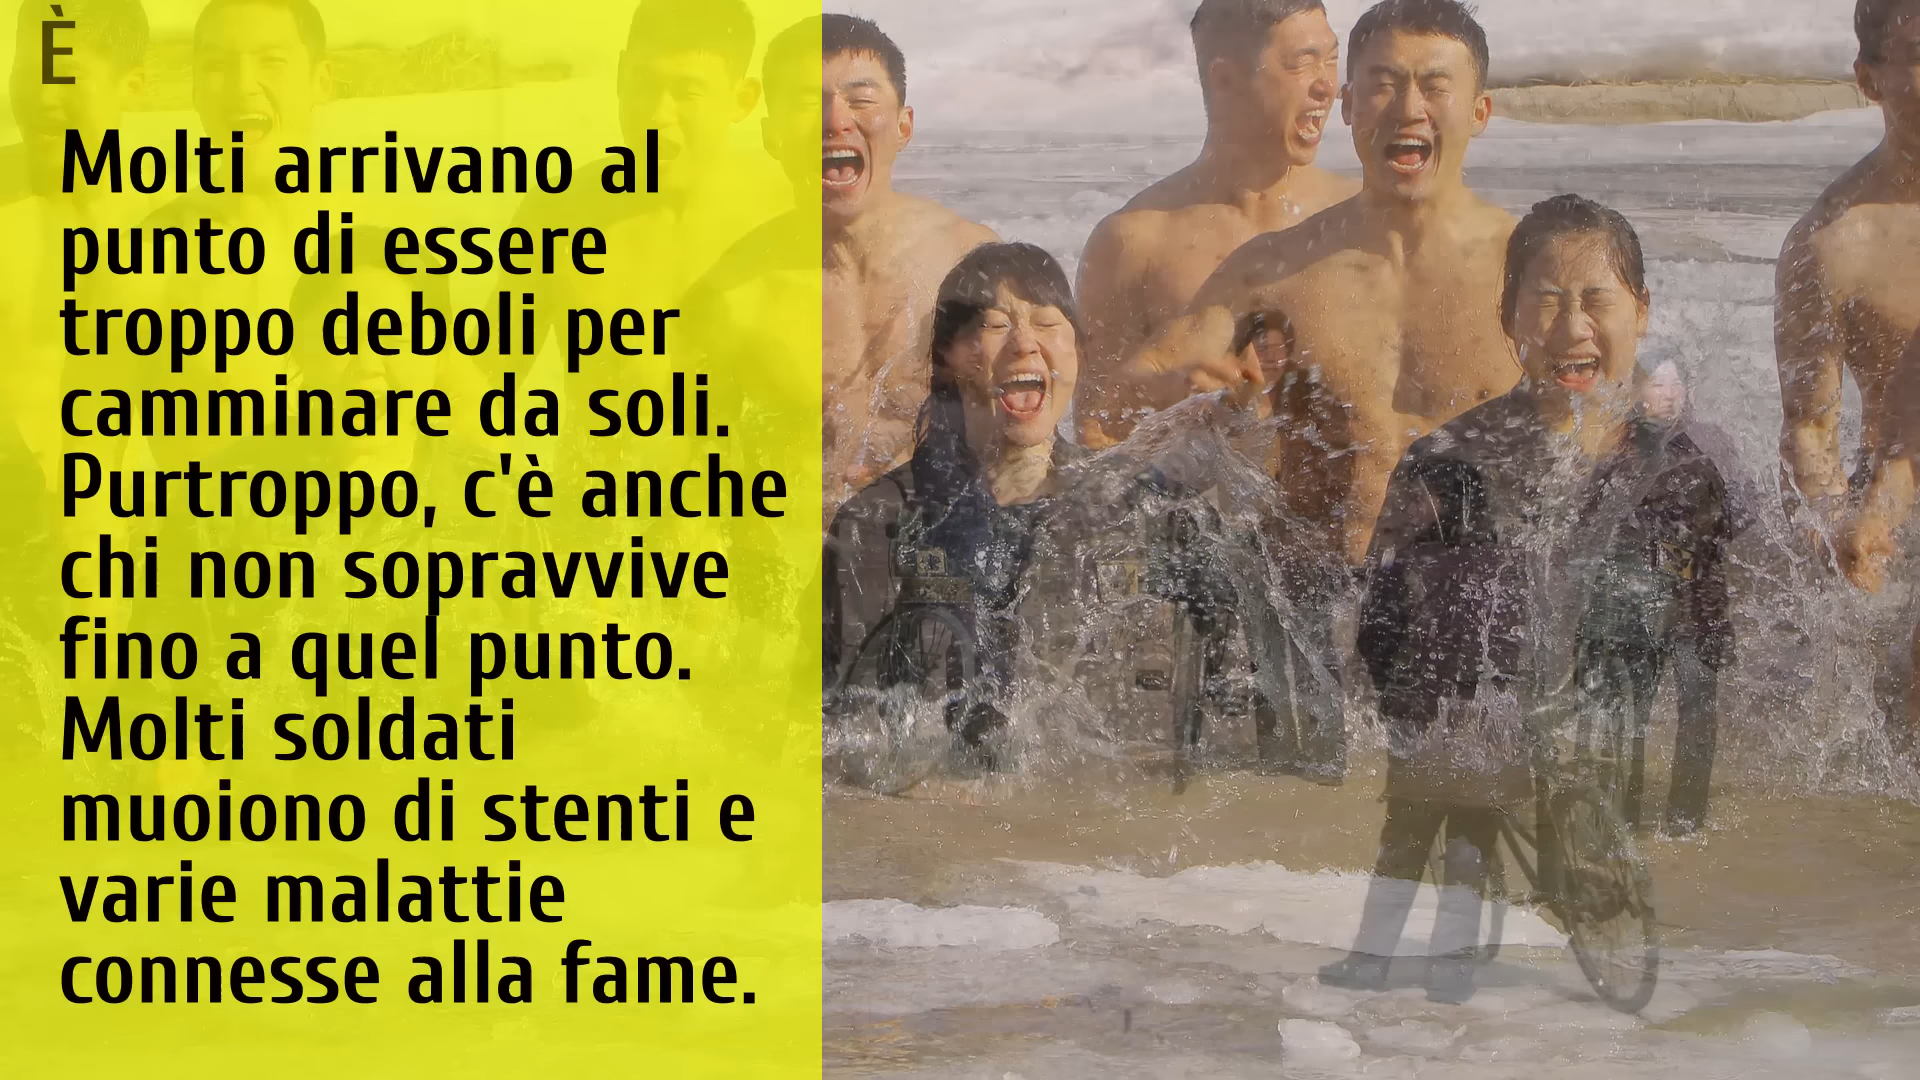 È
Molti arrivano al
punto di essere
troppo deboli per
camminare da soli.
Purtroppo, c'è anche
chi non sopravvive
fino a quel punto.
Molti soldati
muoiono di stenti e
varie malattie
connesse alla fame.